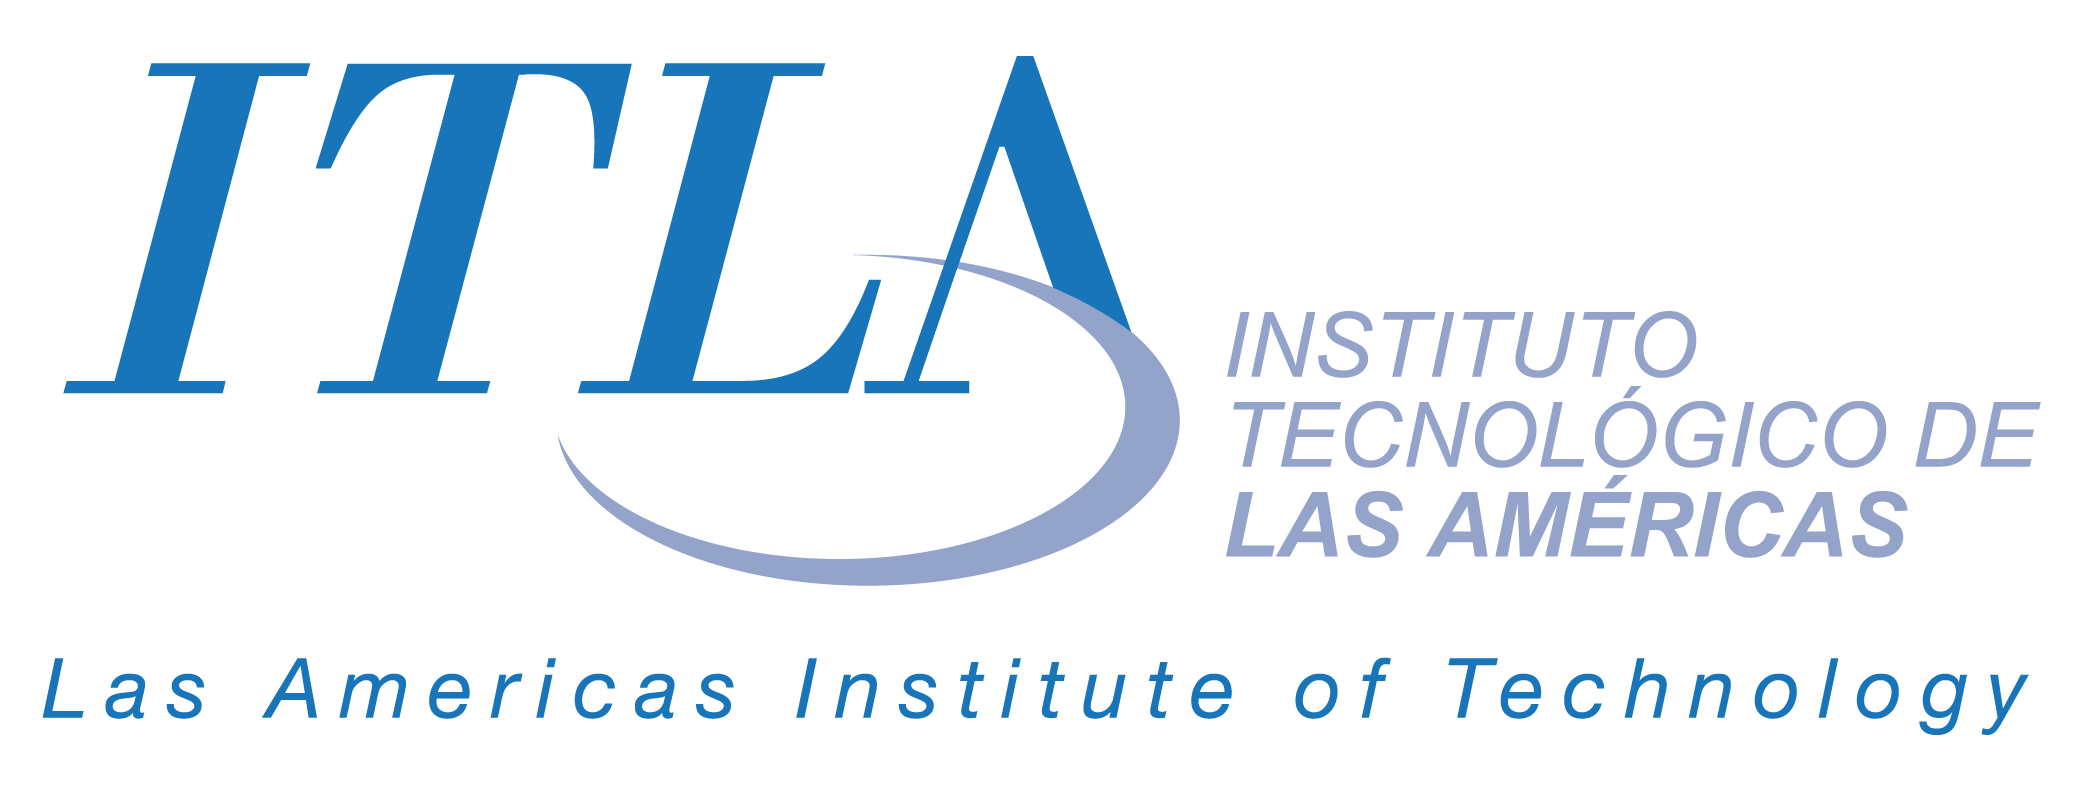 ITLA
INSTITUTO
TECNOLÓGICO DE
LAS AMÉRICAS
Las Americas Institute of Technology